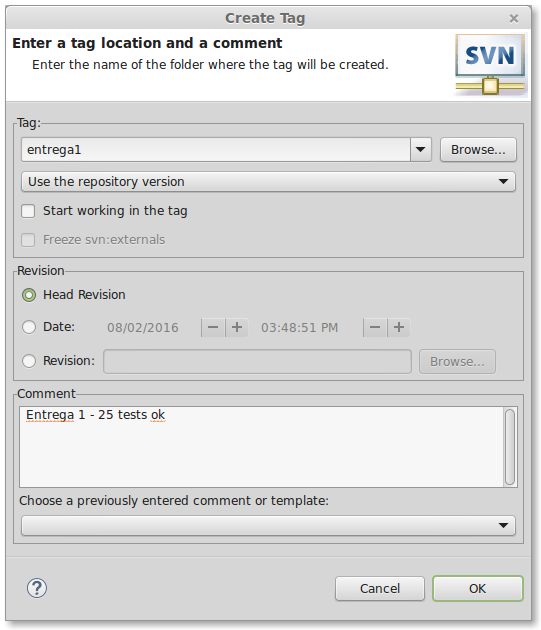 Create Tag
Enter a tag location and a comment
Enter the name of the folder where the tag will be created.
SVN
Tag:
entrega1
Browse...
Use the repository version
Start working in the tag
Freeze svn:externals
Revision
Head Revision
Date: 08/02/2016 03:48:51 PM
Revision: Browse...
Comment
Entrega 1 - 25 tests ok
Choose a previously entered comment or template:
Cancel OK